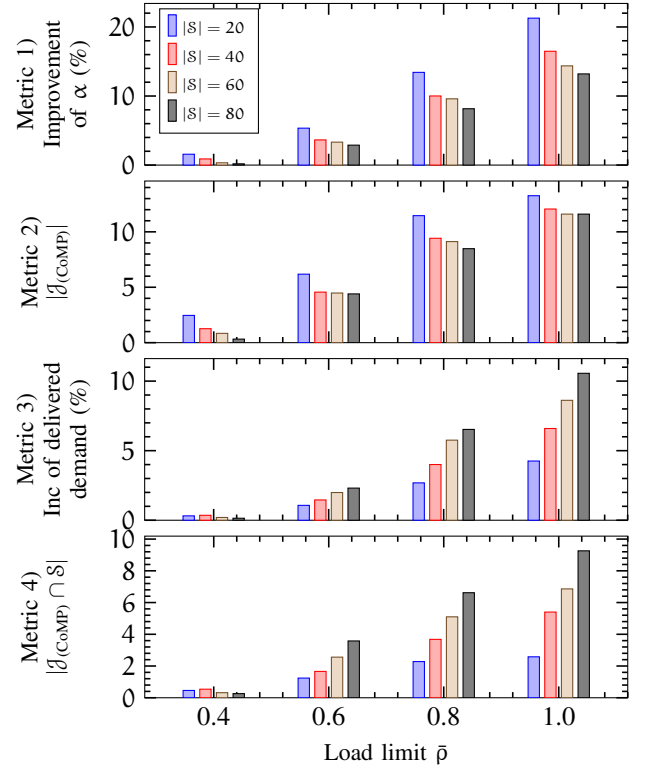 Metric 1)
Improvement
of α (%)
20
10
0
|𝒮| = 20
|𝒮| = 40
|𝒮| = 60
|𝒮| = 80
Metric 2)
|𝒥(CoMP)|
10
5
0
Metric 3)
Inc of delivered
demand (%)
10
5
0
Metric 4)
|𝒥(CoMP) ∩ 𝒮|
10
8
6
4
2
0
0.4 0.6 0.8 1.0
Load limit ρ̄